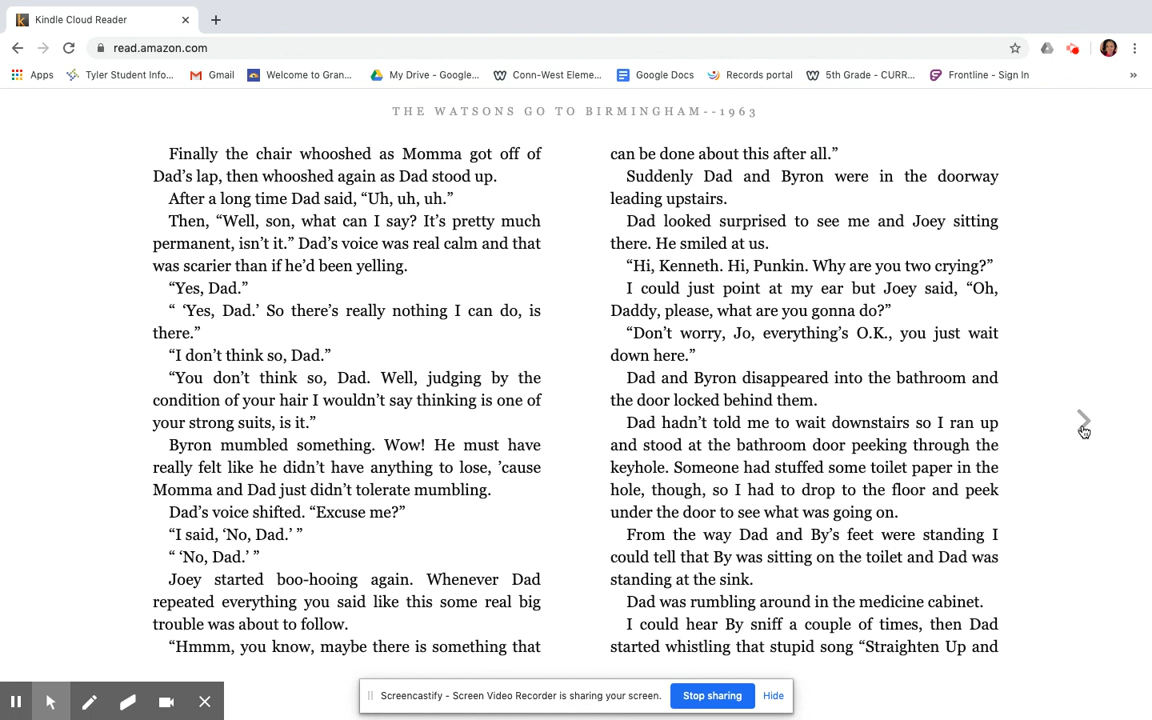 Kindle Cloud Reader
read.amazon.com
Apps
Tyler Student Info...
Gmail
Welcome to Gran...
My Drive - Google...
Conn-West Eleme...
Google Docs
Records portal
5th Grade - CURR...
Frontline - Sign In
»
THE WATSONS GO TO BIRMINGHAM--1963
Finally the chair whooshed as Momma got off of
Dad's lap, then whooshed again as Dad stood up.
After a long time Dad said, “Uh, uh, uh.”
Then, “Well, son, what can I say? It's pretty much
permanent, isn't it.” Dad's voice was real calm and that
was scarier than if he'd been yelling.
“Yes, Dad.”
“ ‘Yes, Dad.’ So there's really nothing I can do, is
there.”
“I don't think so, Dad.”
“You don't think so, Dad. Well, judging by the
condition of your hair I wouldn't say thinking is one of
your strong suits, is it.”
Byron mumbled something. Wow! He must have
really felt like he didn't have anything to lose, ’cause
Momma and Dad just didn't tolerate mumbling.
Dad's voice shifted. “Excuse me?”
“I said, ‘No, Dad.’ ”
“ ‘No, Dad.’ ”
Joey started boo-hooing again. Whenever Dad
repeated everything you said like this some real big
trouble was about to follow.
“Hmmm, you know, maybe there is something that
can be done about this after all.”
Suddenly Dad and Byron were in the doorway
leading upstairs.
Dad looked surprised to see me and Joey sitting
there. He smiled at us.
“Hi, Kenneth. Hi, Punkin. Why are you two crying?”
I could just point at my ear but Joey said, “Oh,
Daddy, please, what are you gonna do?”
“Don't worry, Jo, everything's O.K., you just wait
down here.”
Dad and Byron disappeared into the bathroom and
the door locked behind them.
Dad hadn't told me to wait downstairs so I ran up
and stood at the bathroom door peeking through the
keyhole. Someone had stuffed some toilet paper in the
hole, though, so I had to drop to the floor and peek
under the door to see what was going on.
From the way Dad and By's feet were standing I
could tell that By was sitting on the toilet and Dad was
standing at the sink.
Dad was rumbling around in the medicine cabinet.
I could hear By sniff a couple of times, then Dad
started whistling that stupid song “Straighten Up and
Screencastify - Screen Video Recorder is sharing your screen.
Stop sharing
Hide